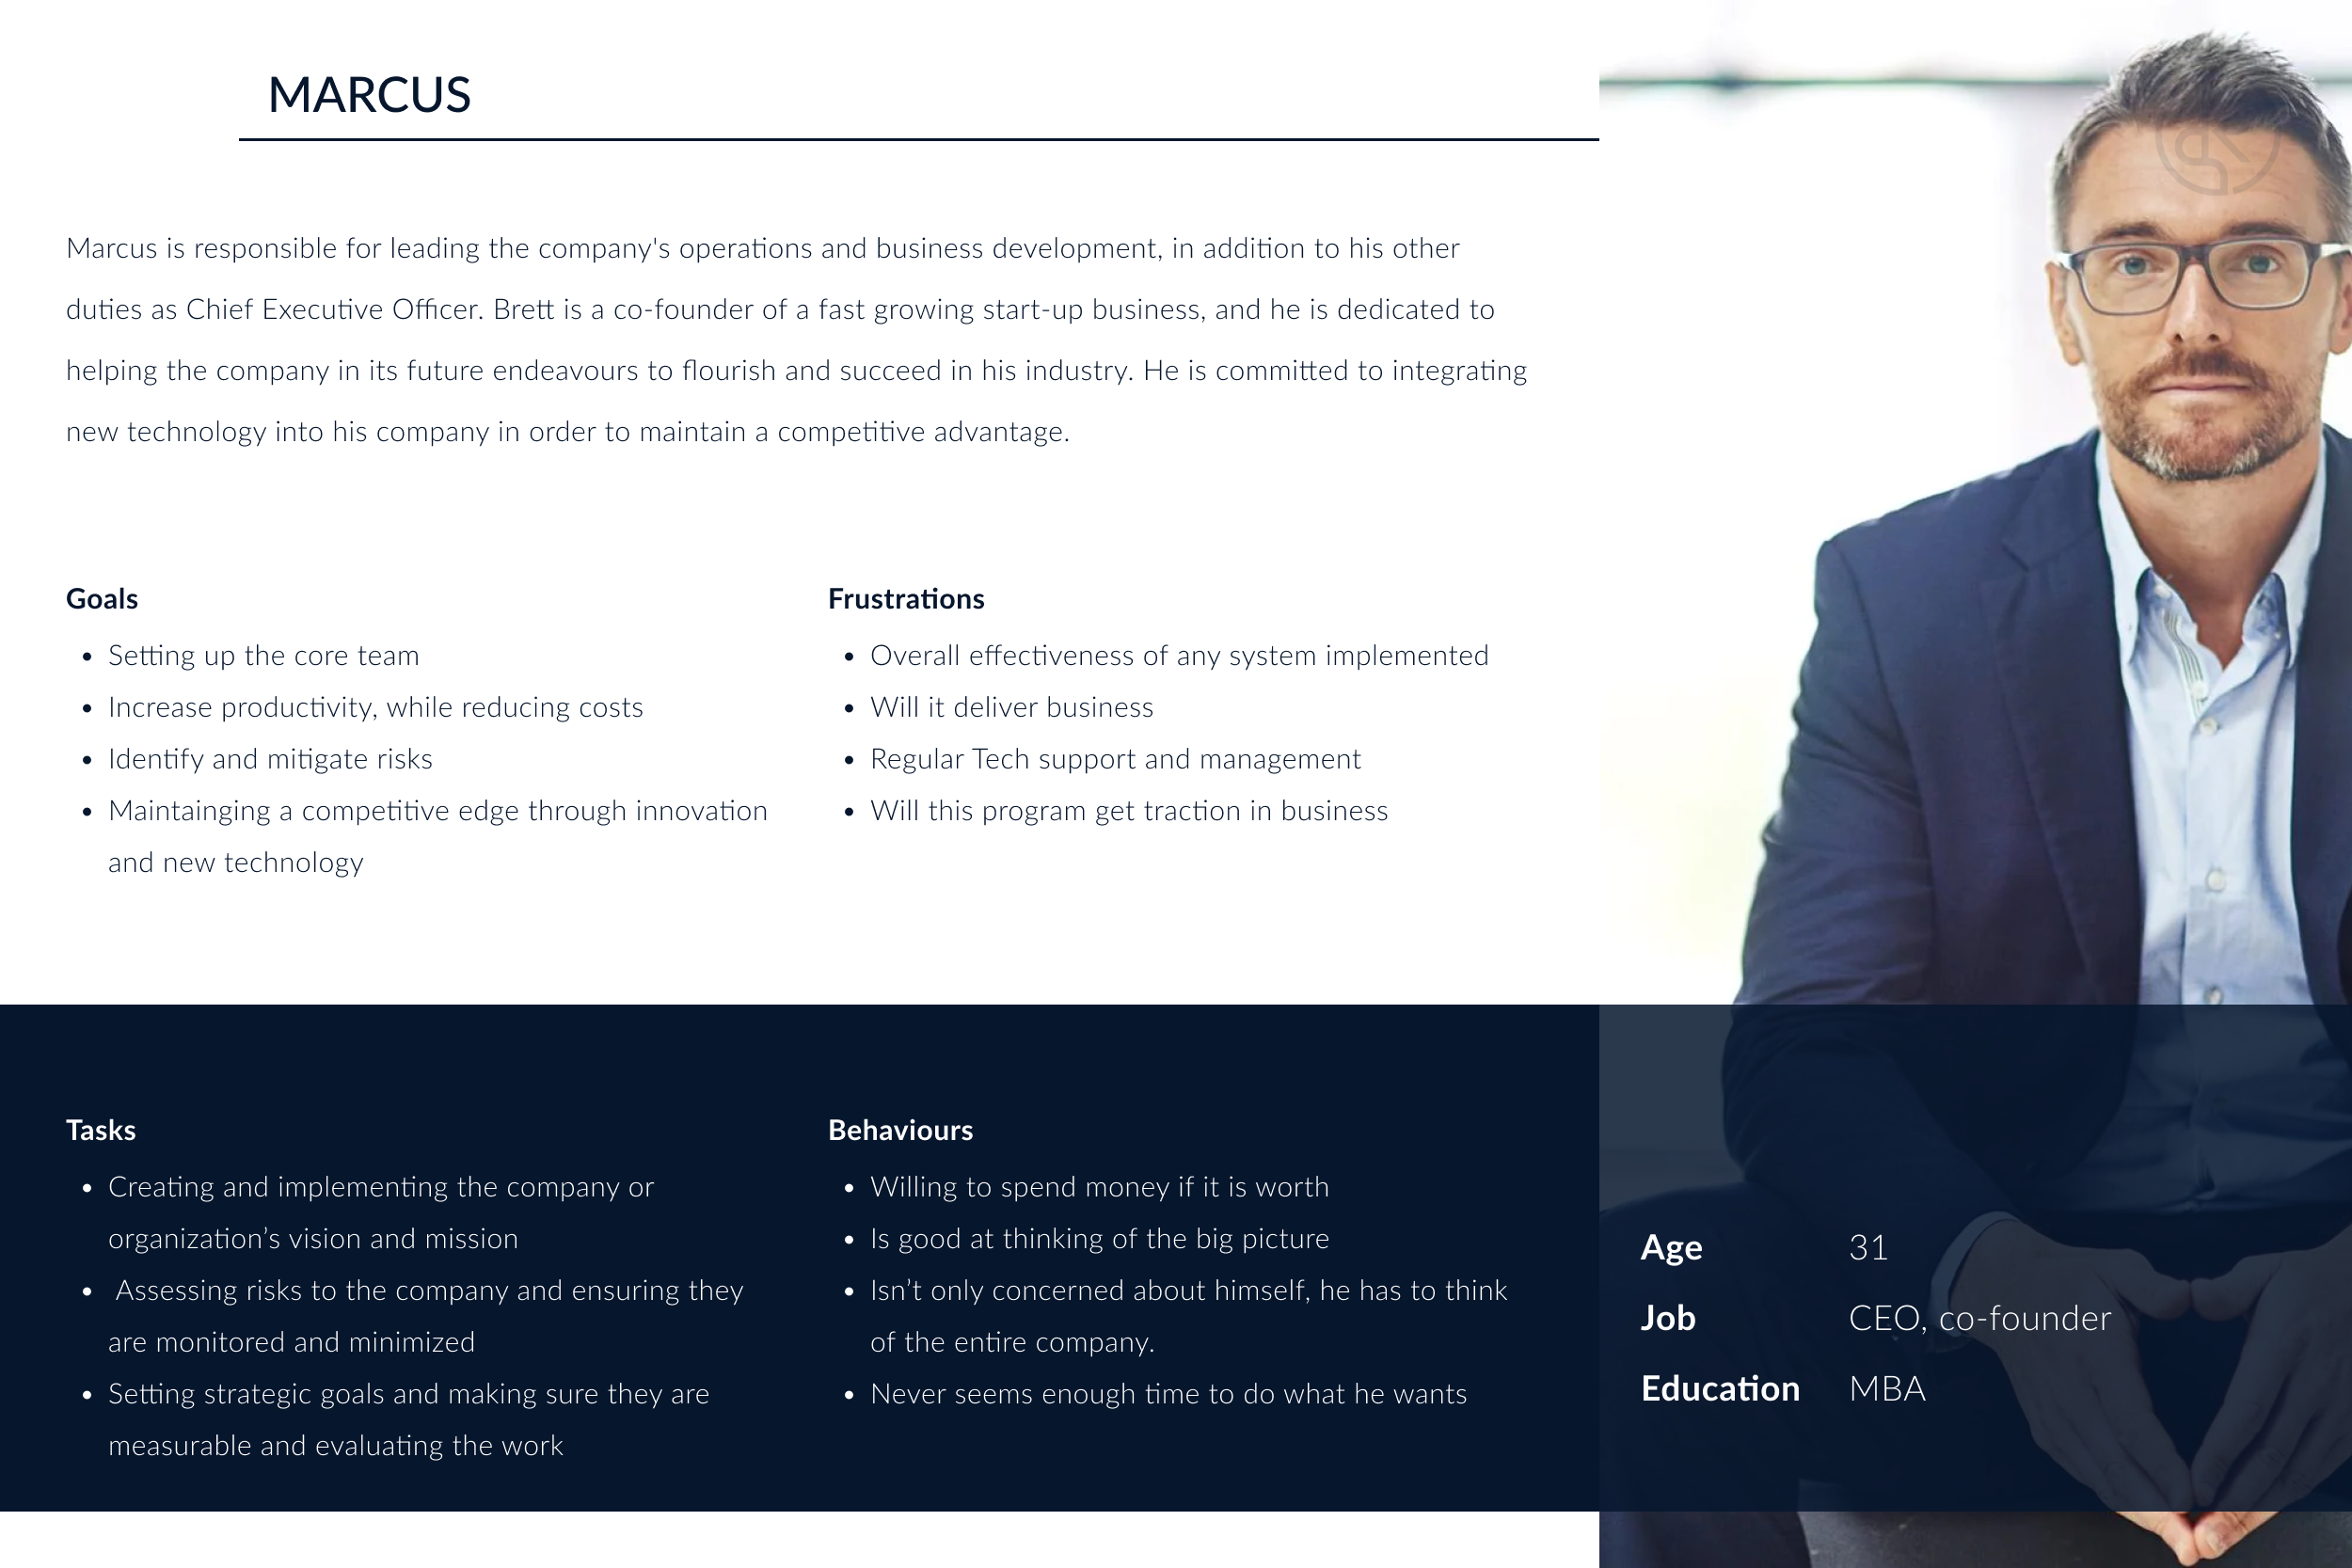 MARCUS
Marcus is responsible for leading the company's operations and business development, in addition to his other
duties as Chief Executive Officer. Brett is a co-founder of a fast growing start-up business, and he is dedicated to
helping the company in its future endeavours to flourish and succeed in his industry. He is committed to integrating
new technology into his company in order to maintain a competitive advantage.
Goals
• Setting up the core team
• Increase productivity, while reducing costs
• Identify and mitigate risks
• Maintainging a competitive edge through innovation
and new technology
Frustrations
• Overall effectiveness of any system implemented
• Will it deliver business
• Regular Tech support and management
• Will this program get traction in business
Tasks
• Creating and implementing the company or
organization’s vision and mission
• Assessing risks to the company and ensuring they
are monitored and minimized
• Setting strategic goals and making sure they are
measurable and evaluating the work
Behaviours
• Willing to spend money if it is worth
• Is good at thinking of the big picture
• Isn’t only concerned about himself, he has to think
of the entire company.
• Never seems enough time to do what he wants
Age 31
Job CEO, co-founder
Education MBA